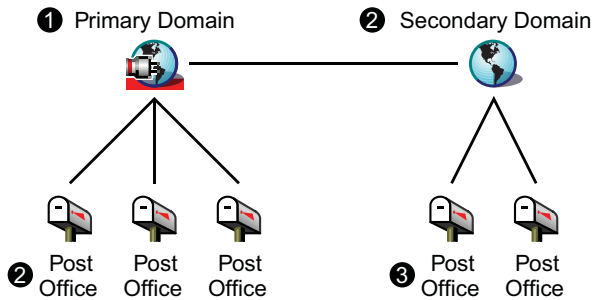 ❶ Primary Domain
❷ Secondary Domain
❷ Post Office
Post Office
Post Office
❸ Post Office
Post Office